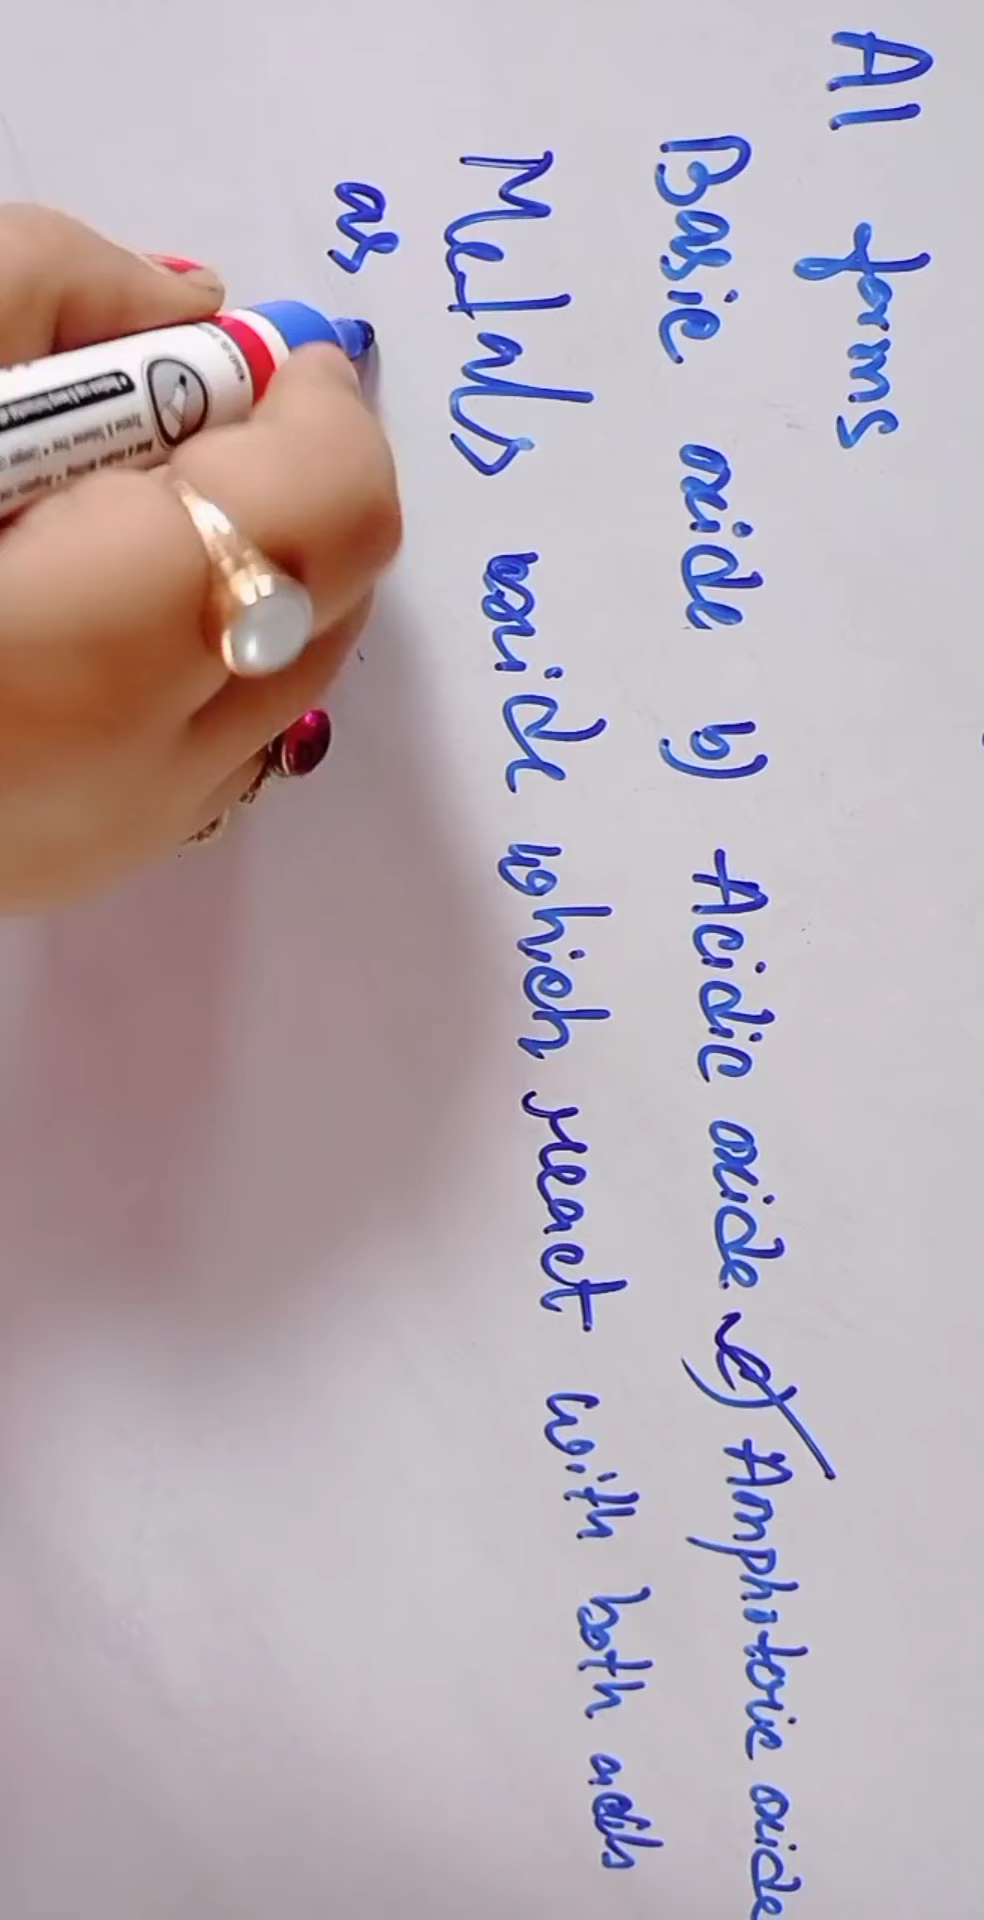 Al forms
Basic oxide b) Acidic oxide c) Amphoteric oxide
Metals oxide which react with both acids
as